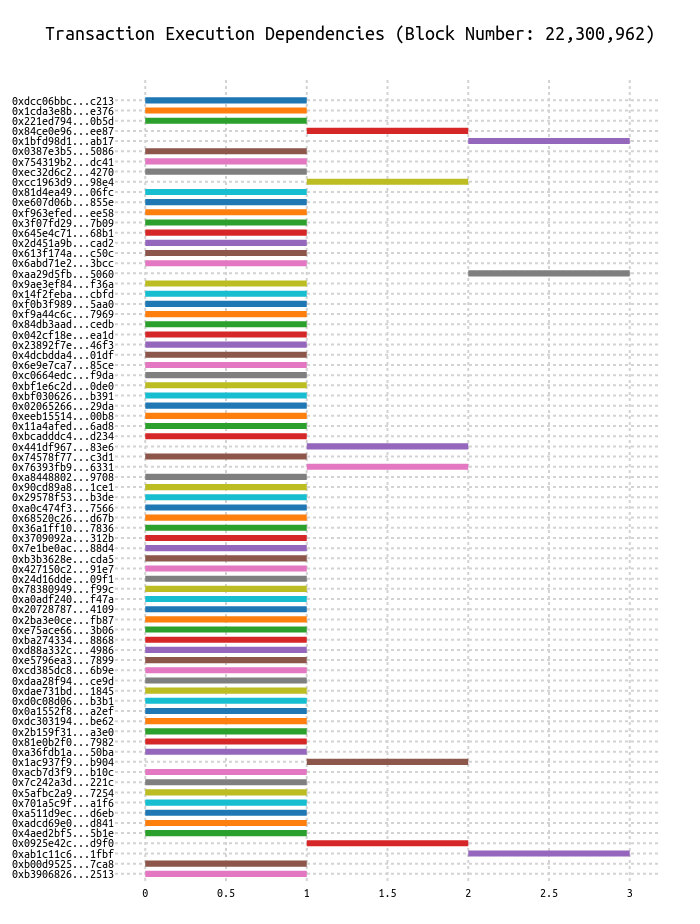 Transaction Execution Dependencies (Block Number: 22,300,962)
0xdcc06bbc...c213
0x1cda3e8b...e376
0x221ed794...0b5d
0x84ce0e96...ee87
0x1bfd98d1...ab17
0x0387e3b5...5086
0x754319b2...dc41
0xec32d6c2...4270
0xcc1963d9...98e4
0x81d4ea49...06fc
0xe607d06b...855e
0xf963efed...ee58
0x3f07fd29...7b09
0x645e4c71...68b1
0x2d451a9b...cad2
0x613f174a...c50c
0x6abd71e2...3bcc
0xaa29d5fb...5060
0x9ae3ef84...f36a
0x14f2feba...cbfd
0xf0b3f989...5aa0
0xf9a44c6c...7969
0x84db3aad...cedb
0x042cf18e...ea1d
0x23892f7e...46f3
0x4dcbdda4...01df
0x6e9e7ca7...85ce
0xc0664edc...f9da
0xbf1e6c2d...0de0
0xbf030626...b391
0x02065266...29da
0xeeb15514...00b8
0x11a4afed...6ad8
0xbcadddc4...d234
0x441df967...83e6
0x74578f77...c3d1
0x76393fb9...6331
0xa8448802...9708
0x90cd89a8...1ce1
0x29578f53...b3de
0xa0c474f3...7566
0x68520c26...d67b
0x36a1ff10...7836
0x3709092a...312b
0x7e1be0ac...88d4
0xb3b3628e...cda5
0x427150c2...91e7
0x24d16dde...09f1
0x78380949...f99c
0xa0adf240...f47a
0x20728787...4109
0x2ba3e0ce...fb87
0xe75ace66...3b06
0xba274334...8868
0xd88a332c...4986
0xe5796ea3...7899
0xcd385dc8...6b9e
0xdaa28f94...ce9d
0xdae731bd...1845
0xd0c08d06...b3b1
0x0a1552f8...a2ef
0xdc303194...be62
0x2b159f31...a3e0
0x81e0b2f0...7982
0xa36fdb1a...50ba
0x1ac937f9...b904
0xacb7d3f9...b10c
0x7c242a3d...221c
0x5afbc2a9...7254
0x701a5c9f...a1f6
0xa511d9ec...d6eb
0xadcd69e0...d841
0x4aed2bf5...5b1e
0x0925e42c...d9f0
0xab1c11c6...1fbf
0xb00d9525...7ca8
0xb3906826...2513
0 0.5 1 1.5 2 2.5 3